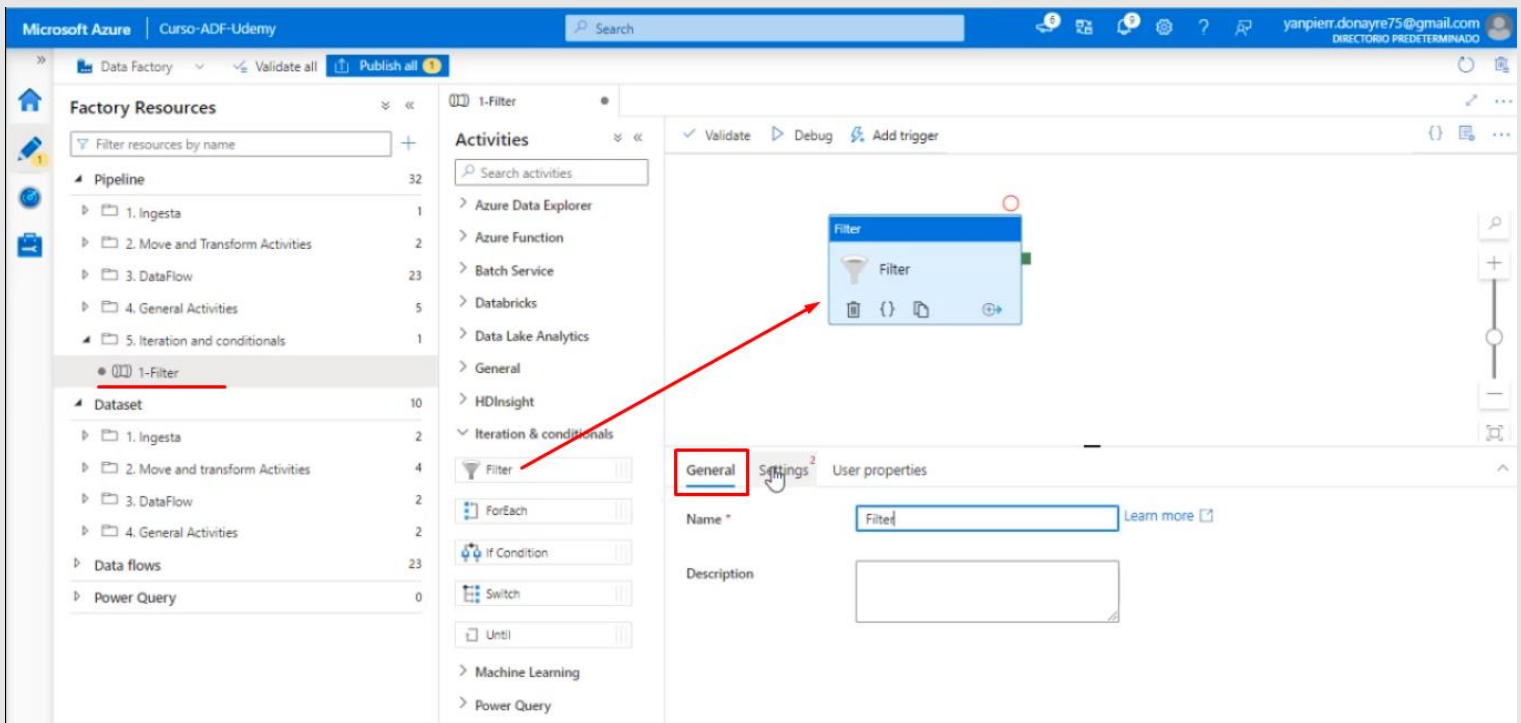 Microsoft Azure
Curso-ADF-Udemy
Search
6
9
yanpierr.donayre75@gmail.com
DIRECTORIO PREDETERMINADO
Data Factory
Validate all
Publish all 1
1
Factory Resources
Filter resources by name
Pipeline 32
1. Ingesta 1
2. Move and Transform Activities 2
3. DataFlow 23
4. General Activities 5
5. Iteration and conditionals 1
1-Filter
Dataset 10
1. Ingesta 2
2. Move and transform Activities 4
3. DataFlow 2
4. General Activities 2
Data flows 23
Power Query 0
1-Filter
Activities
Search activities
Azure Data Explorer
Azure Function
Batch Service
Databricks
Data Lake Analytics
General
HDInsight
Iteration & conditionals
Filter
ForEach
If Condition
Switch
Until
Machine Learning
Power Query
Validate Debug Add trigger
Filter
Filter
General Settings 2 User properties
Name * Filter Learn more
Description